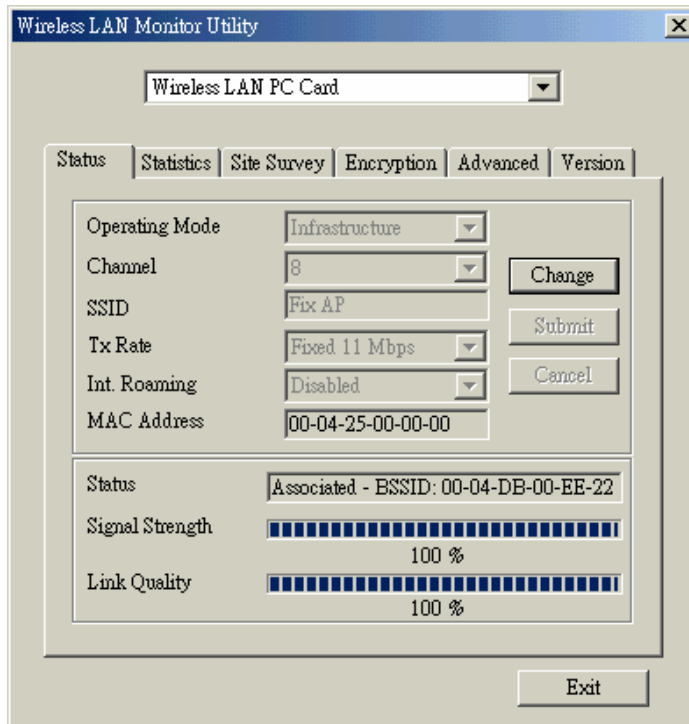 Wireless LAN Monitor Utility
Wireless LAN PC Card
Status Statistics Site Survey Encryption Advanced Version
Operating Mode Infrastructure
Channel 8
Change
SSID Fix AP
Submit
Tx Rate Fixed 11 Mbps
Int. Roaming Disabled
Cancel
MAC Address 00-04-25-00-00-00
Status Associated - BSSID: 00-04-DB-00-EE-22
Signal Strength
100 %
Link Quality
100 %
Exit